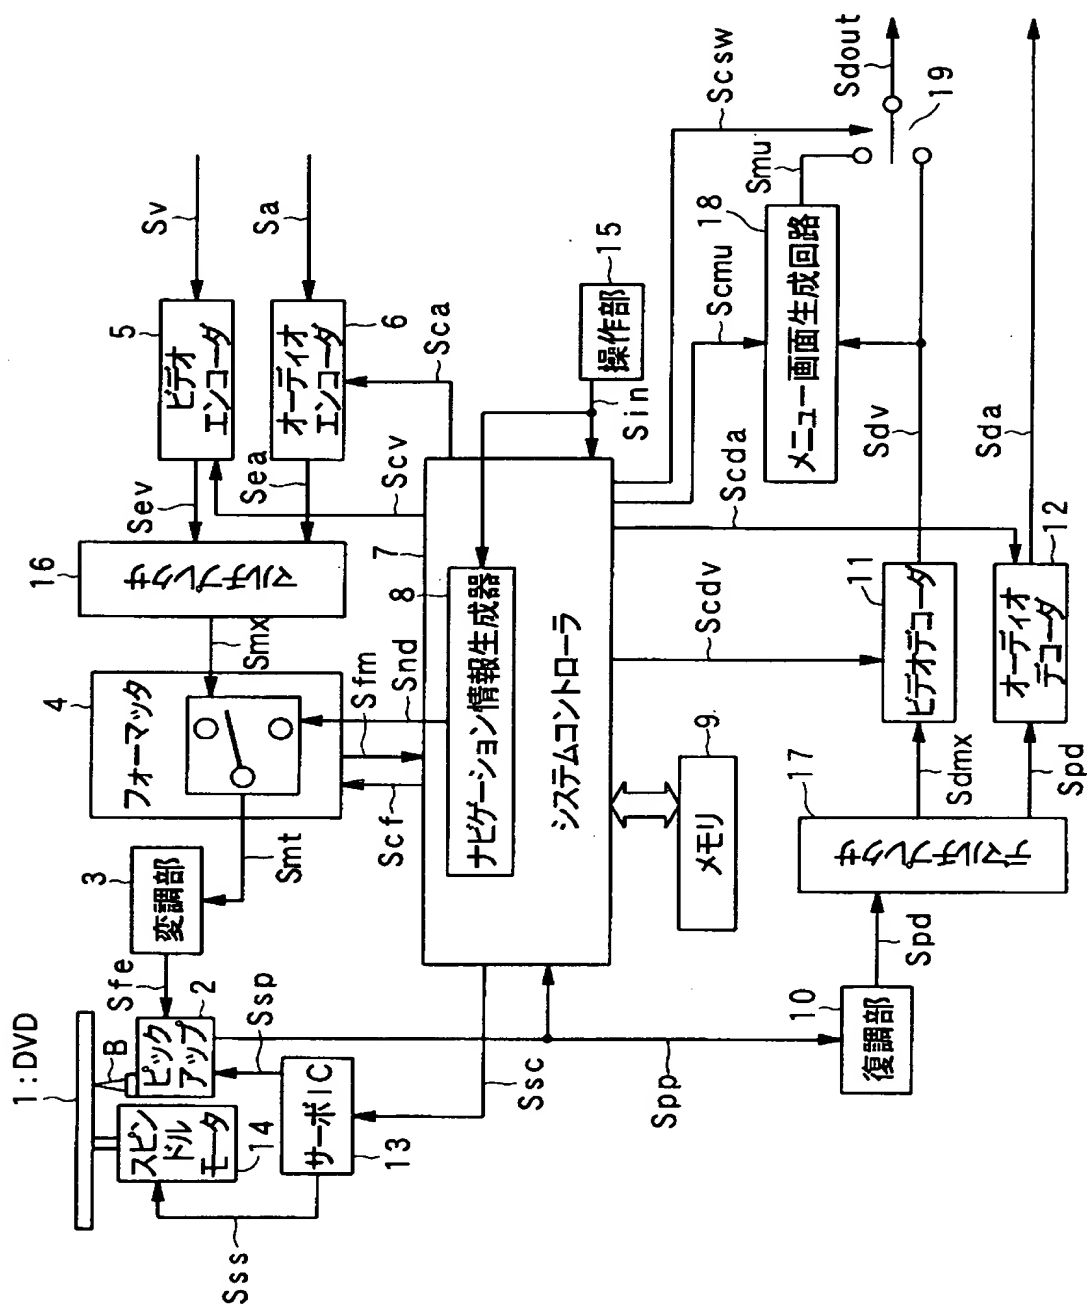 1:DVD
B
スピン
ドル
モータ
14
ピック
アップ
2
Sfe
変調部
3
Smt
フォーマッタ
4
Smx
マルチプレクサ
16
Sev
Sea
ビデオ
エンコーダ
5
オーディオ
エンコーダ
6
Sv
Sa
Sss
サーボIC
13
Ssp
Ssc
Spp
Scf
Sfm
Snd
Scv
Sca
7
8
ナビゲーション情報生成器
システムコントローラ
Sin
操作部
15
メモリ
9
復調部
10
Spd
デマルチプレクサ
17
Sdmx
Spd
ビデオデコーダ
11
オーディオ
デコーダ
12
Scdv
Scda
Scmu
Scsw
Sdv
Sda
メニュー画面生成回路
18
Smu
19
Sdout